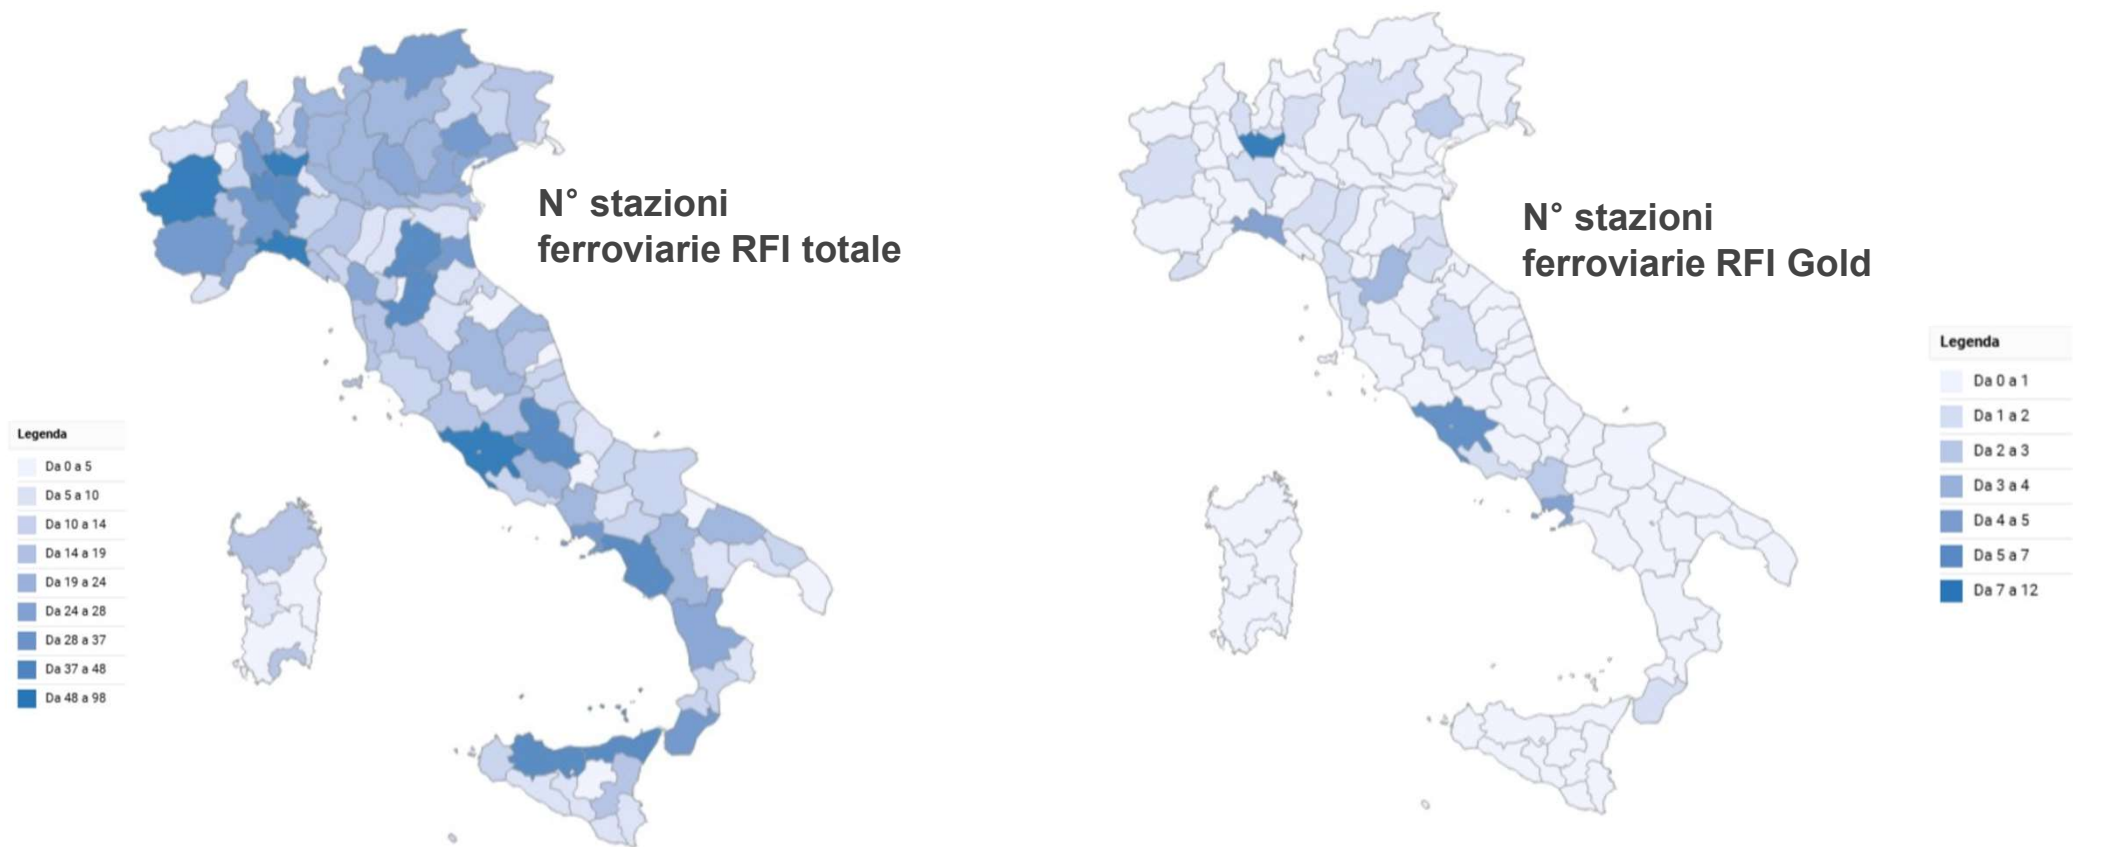 N° stazioni
ferroviarie RFI totale
Legenda
Da 0 a 5
Da 5 a 10
Da 10 a 14
Da 14 a 19
Da 19 a 24
Da 24 a 28
Da 28 a 37
Da 37 a 48
Da 48 a 98
N° stazioni
ferroviarie RFI Gold
Legenda
Da 0 a 1
Da 1 a 2
Da 2 a 3
Da 3 a 4
Da 4 a 5
Da 5 a 7
Da 7 a 12